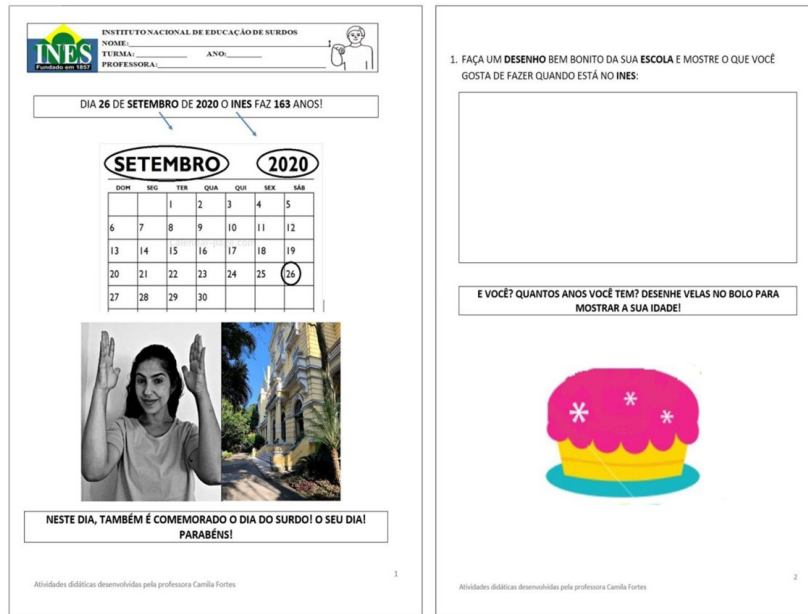 INSTITUTO NACIONAL DE EDUCAÇÃO DE SURDOS
NOME:
TURMA: ANO:
PROFESSORA:
INES
Fundado em 1857
DIA 26 DE SETEMBRO DE 2020 O INES FAZ 163 ANOS!
SETEMBRO 2020
DOM SEG TER QUA QUI SEX SÁB
1 2 3 4 5
6 7 8 9 10 11 12
13 14 15 16 17 18 19
20 21 22 23 24 25 26
27 28 29 30
NESTE DIA, TAMBÉM É COMEMORADO O DIA DO SURDO! O SEU DIA!
PARABÉNS!
1
Atividades didáticas desenvolvidas pela professora Camila Fortes
1. FAÇA UM DESENHO BEM BONITO DA SUA ESCOLA E MOSTRE O QUE VOCÊ
GOSTA DE FAZER QUANDO ESTÁ NO INES:
E VOCÊ? QUANTOS ANOS VOCÊ TEM? DESENHE VELAS NO BOLO PARA
MOSTRAR A SUA IDADE!
2
Atividades didáticas desenvolvidas pela professora Camila Fortes